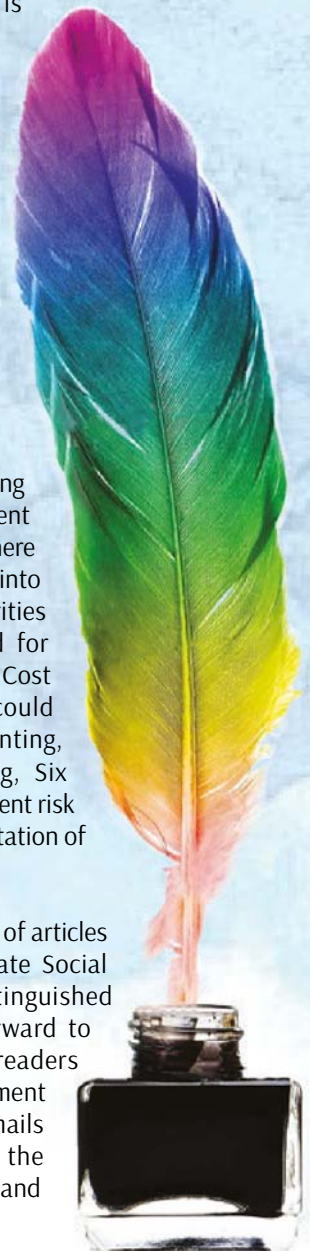 is
ng
ent
here
into
rities
l for
Cost
could
nting,
g, Six
ent risk
tation of
of articles
ate Social
tinguished
ward to
readers
ment
nails
the
and